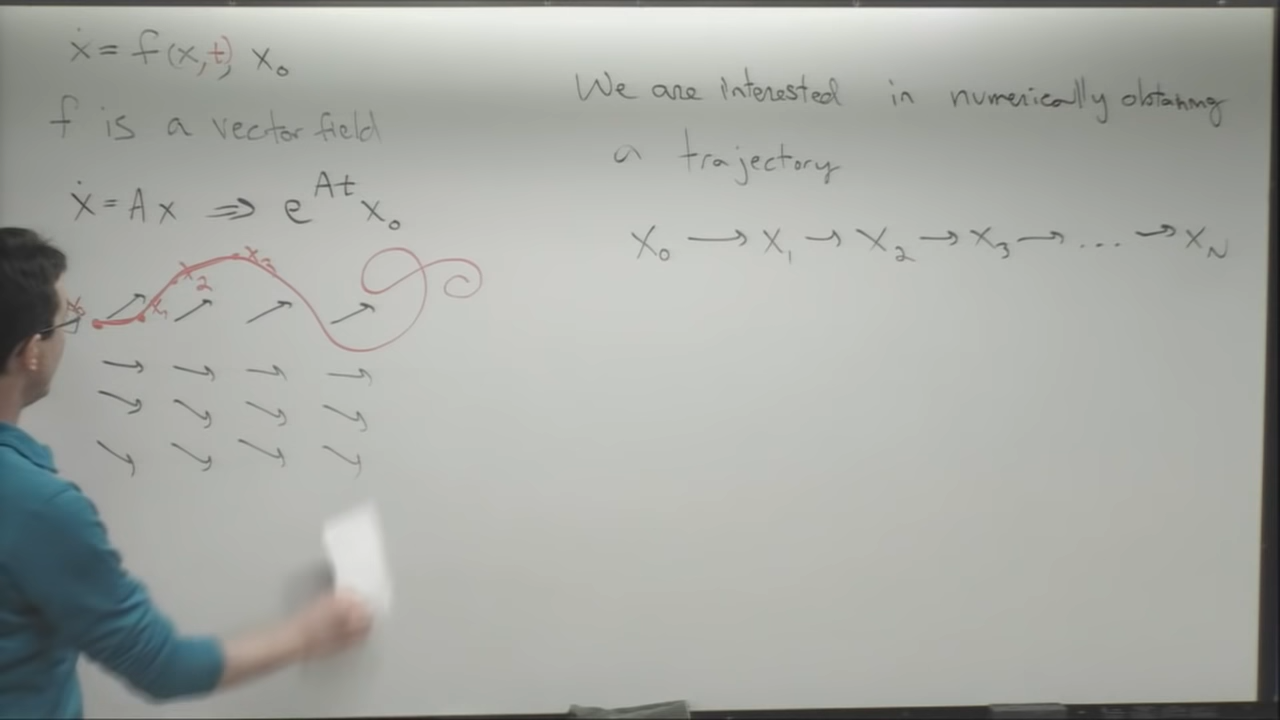 ẋ = f(x,t), x₀
f is a vector field
ẋ = Ax ⇒ e^{At} x₀
x₀ x₁ x₂ x₃
We are interested in numerically obtaining
a trajectory
x₀ → x₁ → x₂ → x₃ → ... → x_N